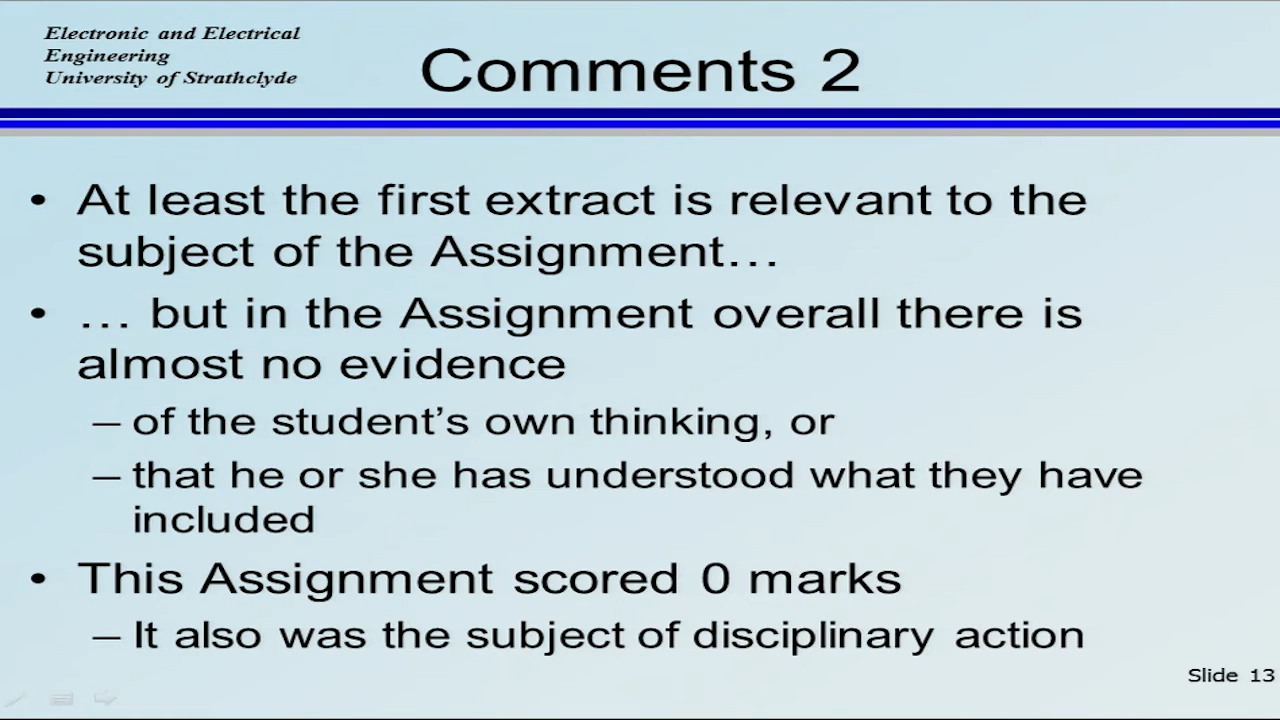 Electronic and Electrical
Engineering
University of Strathclyde
Comments 2
• At least the first extract is relevant to the
subject of the Assignment…
• … but in the Assignment overall there is
almost no evidence
– of the student’s own thinking, or
– that he or she has understood what they have
included
• This Assignment scored 0 marks
– It also was the subject of disciplinary action
Slide 13